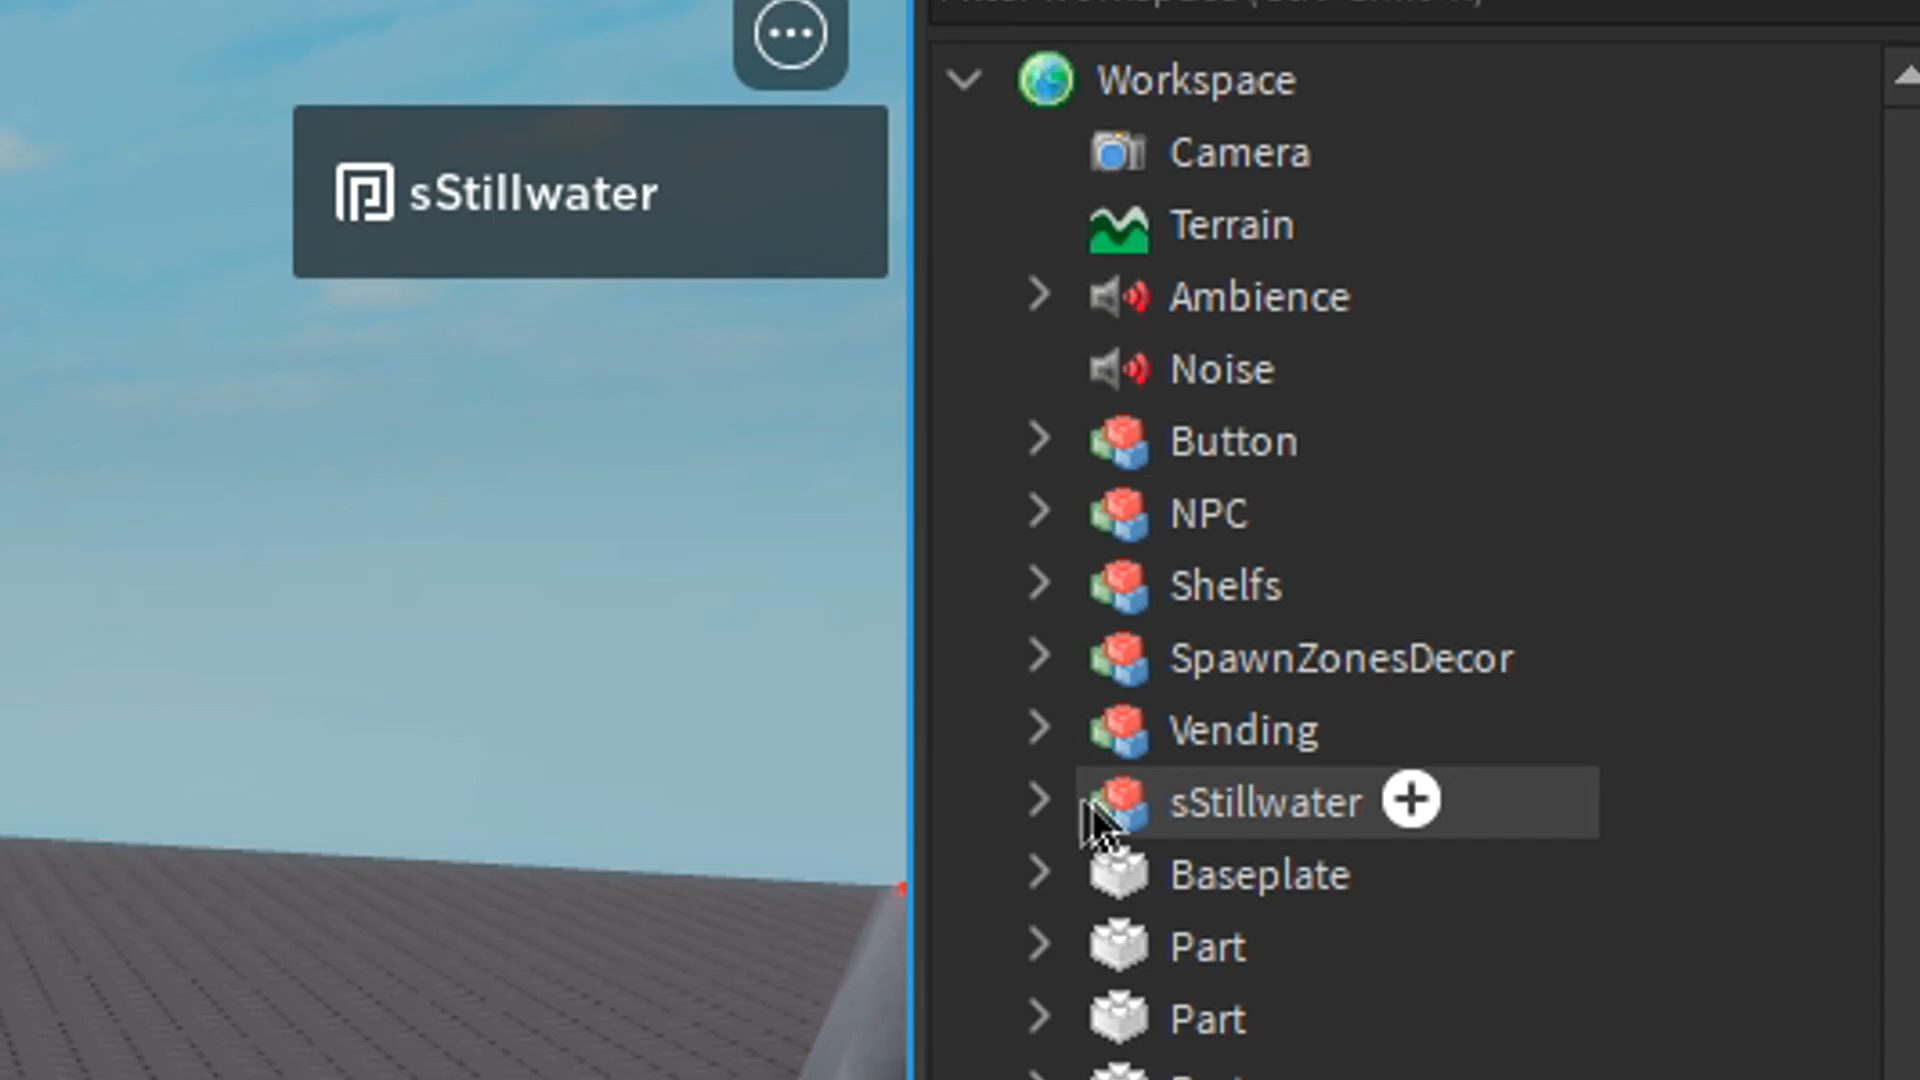 sStillwater
Workspace
Camera
Terrain
Ambience
Noise
Button
NPC
Shelfs
SpawnZonesDecor
Vending
sStillwater
Baseplate
Part
Part